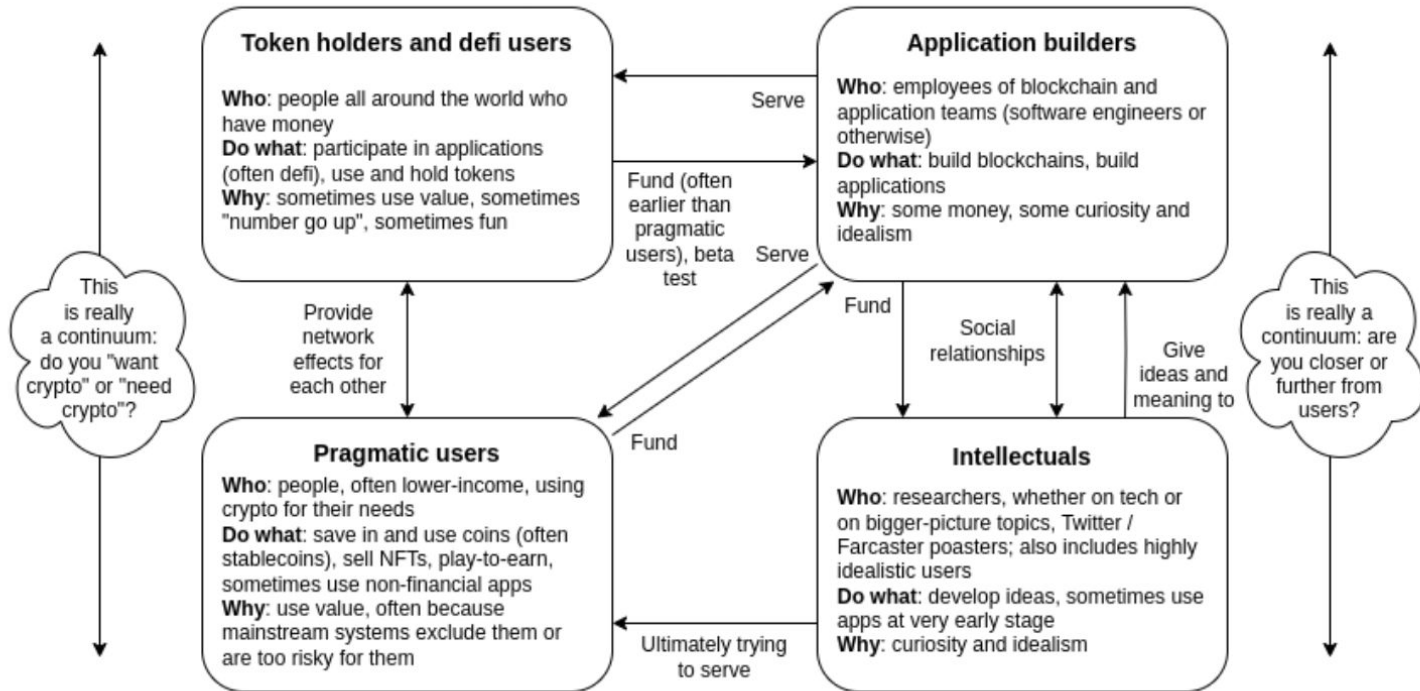 Token holders and defi users
Who: people all around the world who
have money
Do what: participate in applications
(often defi), use and hold tokens
Why: sometimes use value, sometimes
"number go up", sometimes fun
Application builders
Who: employees of blockchain and
application teams (software engineers or
otherwise)
Do what: build blockchains, build
applications
Why: some money, some curiosity and
idealism
Serve
Fund (often
earlier than
pragmatic
users), beta
test
Serve
Fund
This
is really
a continuum:
do you "want
crypto" or "need
crypto"?
Provide
network
effects for
each other
Fund
Social
relationships
Give
ideas and
meaning to
This
is really a
continuum: are
you closer or
further from
users?
Pragmatic users
Who: people, often lower-income, using
crypto for their needs
Do what: save in and use coins (often
stablecoins), sell NFTs, play-to-earn,
sometimes use non-financial apps
Why: use value, often because
mainstream systems exclude them or
are too risky for them
Intellectuals
Who: researchers, whether on tech or
on bigger-picture topics, Twitter /
Farcaster poasters; also includes highly
idealistic users
Do what: develop ideas, sometimes use
apps at very early stage
Why: curiosity and idealism
Ultimately trying
to serve